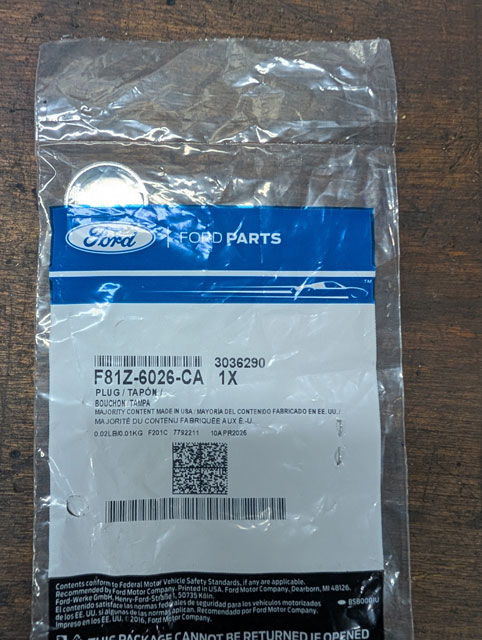 Ford FORD PARTS
TM
3036290
F81Z-6026-CA 1X
PLUG / TAPÓN /
BOUCHON/TAMPA
MAJORITY CONTENT MADE IN USA / MAYORÍA DEL CONTENIDO FABRICADO EN EE. UU./
MAJORITÉ DU CONTENU FABRIQUÉE AUX É.-U.
0.02LB/0.01KG F201C 7792211 10APR2026
Contents conform to Federal Motor Vehicle Safety Standards, if any are applicable.
Recommended by Ford Motor Company. Printed in USA. Ford Motor Company, Dearborn, MI 48126.
Ford-Werke GmbH, Henry-Ford-Straße 1, 50735 Köln.
El contenido satisface las normas federales de seguridad para los vehículos motorizados
de los EE. UU. si algunas de las normas aplican. Recomendado por Ford Motor Company.
Impreso en los EE. UU. © 2016, Ford Motor Company.
THIS PACKAGE CANNOT BE RETURNED IF OPENED